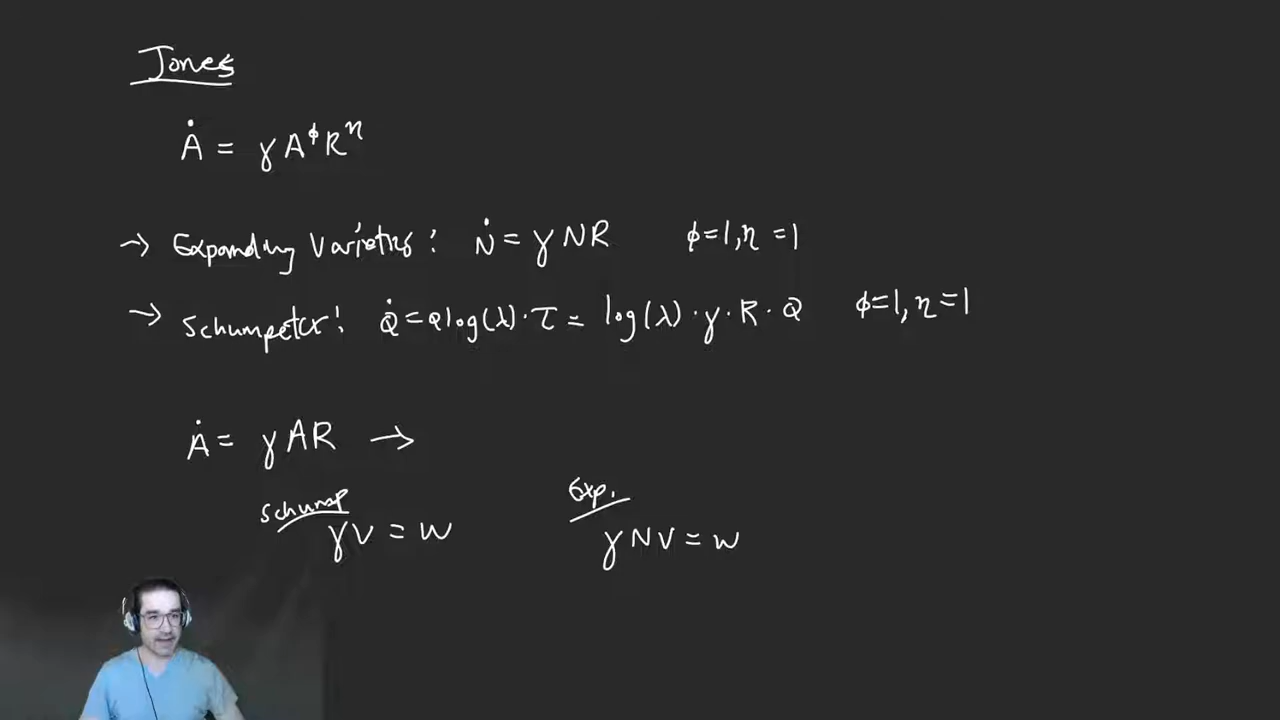 Jones
Ȧ = γ A^ϕ R^η
→ Expanding Varieties : Ṅ = γ N R   ϕ=1, η =1
→ Schumpeter : Q̇ = Q log(λ) · τ = log(λ) · γ · R · Q   ϕ=1, η =1
Ȧ = γ A R →
Schump   Exp.
γ V = w   γ N V = w